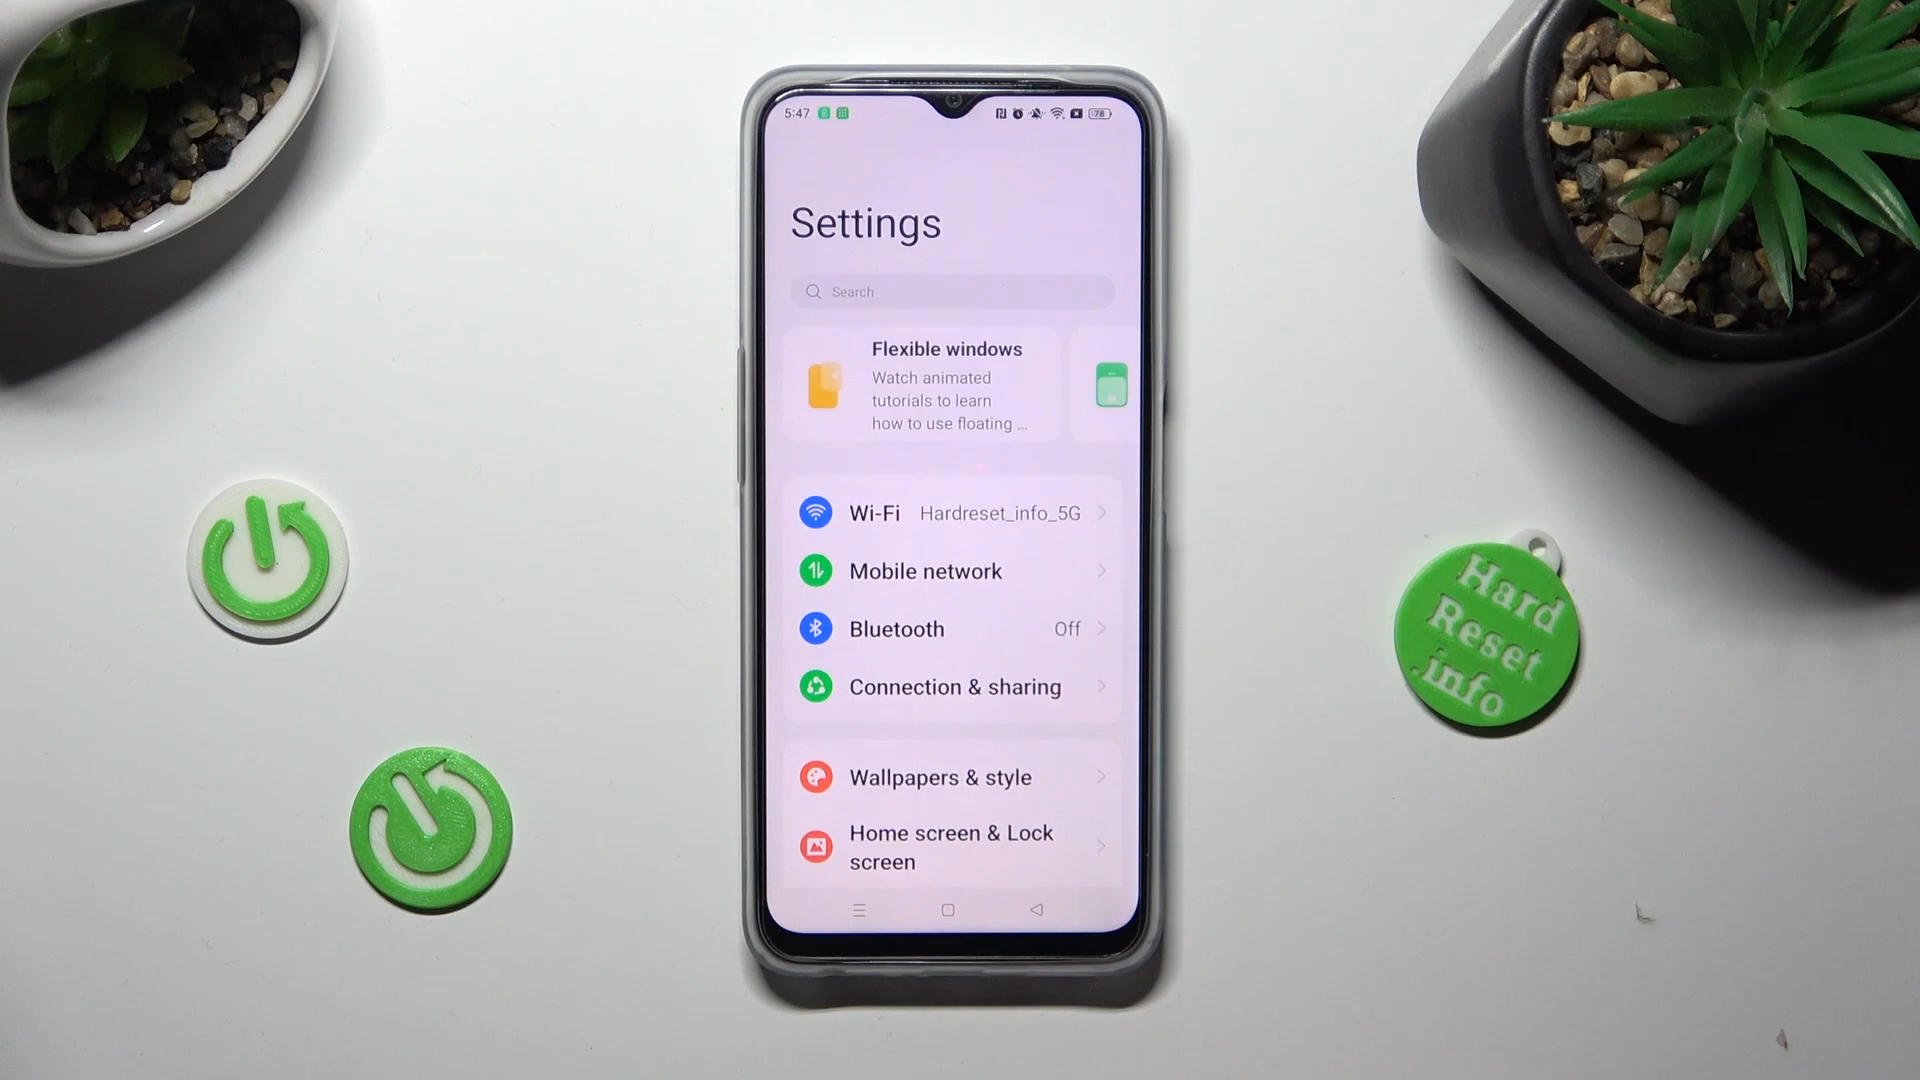 5:47
78
Settings
Search
Flexible windows
Watch animated
tutorials to learn
how to use floating ...
Wi-Fi Hardreset_info_5G
Mobile network
Bluetooth Off
Connection & sharing
Wallpapers & style
Home screen & Lock
screen
Hard
Reset
.info